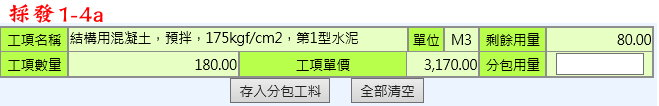 採發1-4a
工項名稱 結構用混凝土，預拌，175kgf/cm2，第1型水泥 單位 M3 剩餘用量 80.00
工項數量 180.00 工項單價 3,170.00 分包用量
存入分包工料 全部清空